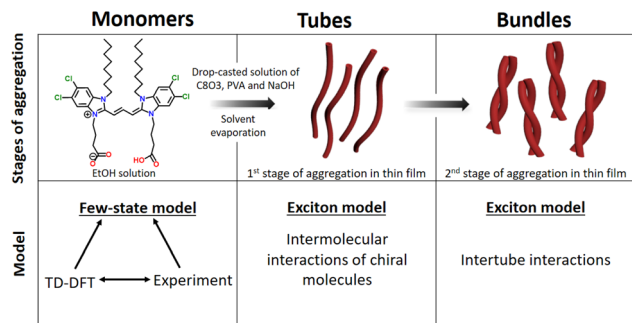 Monomers
Tubes
Bundles
Stages of aggregation
Cl
Cl
Cl
Cl
N
N
N
N
⊕
⊖
O
O
HO
O
EtOH solution
Drop-casted solution of
C8O3, PVA and NaOH
Solvent
evaporation
1st stage of aggregation in thin film
2nd stage of aggregation in thin film
Model
Few-state model
TD-DFT
Experiment
Exciton model
Intermolecular
interactions of chiral
molecules
Exciton model
Intertube interactions